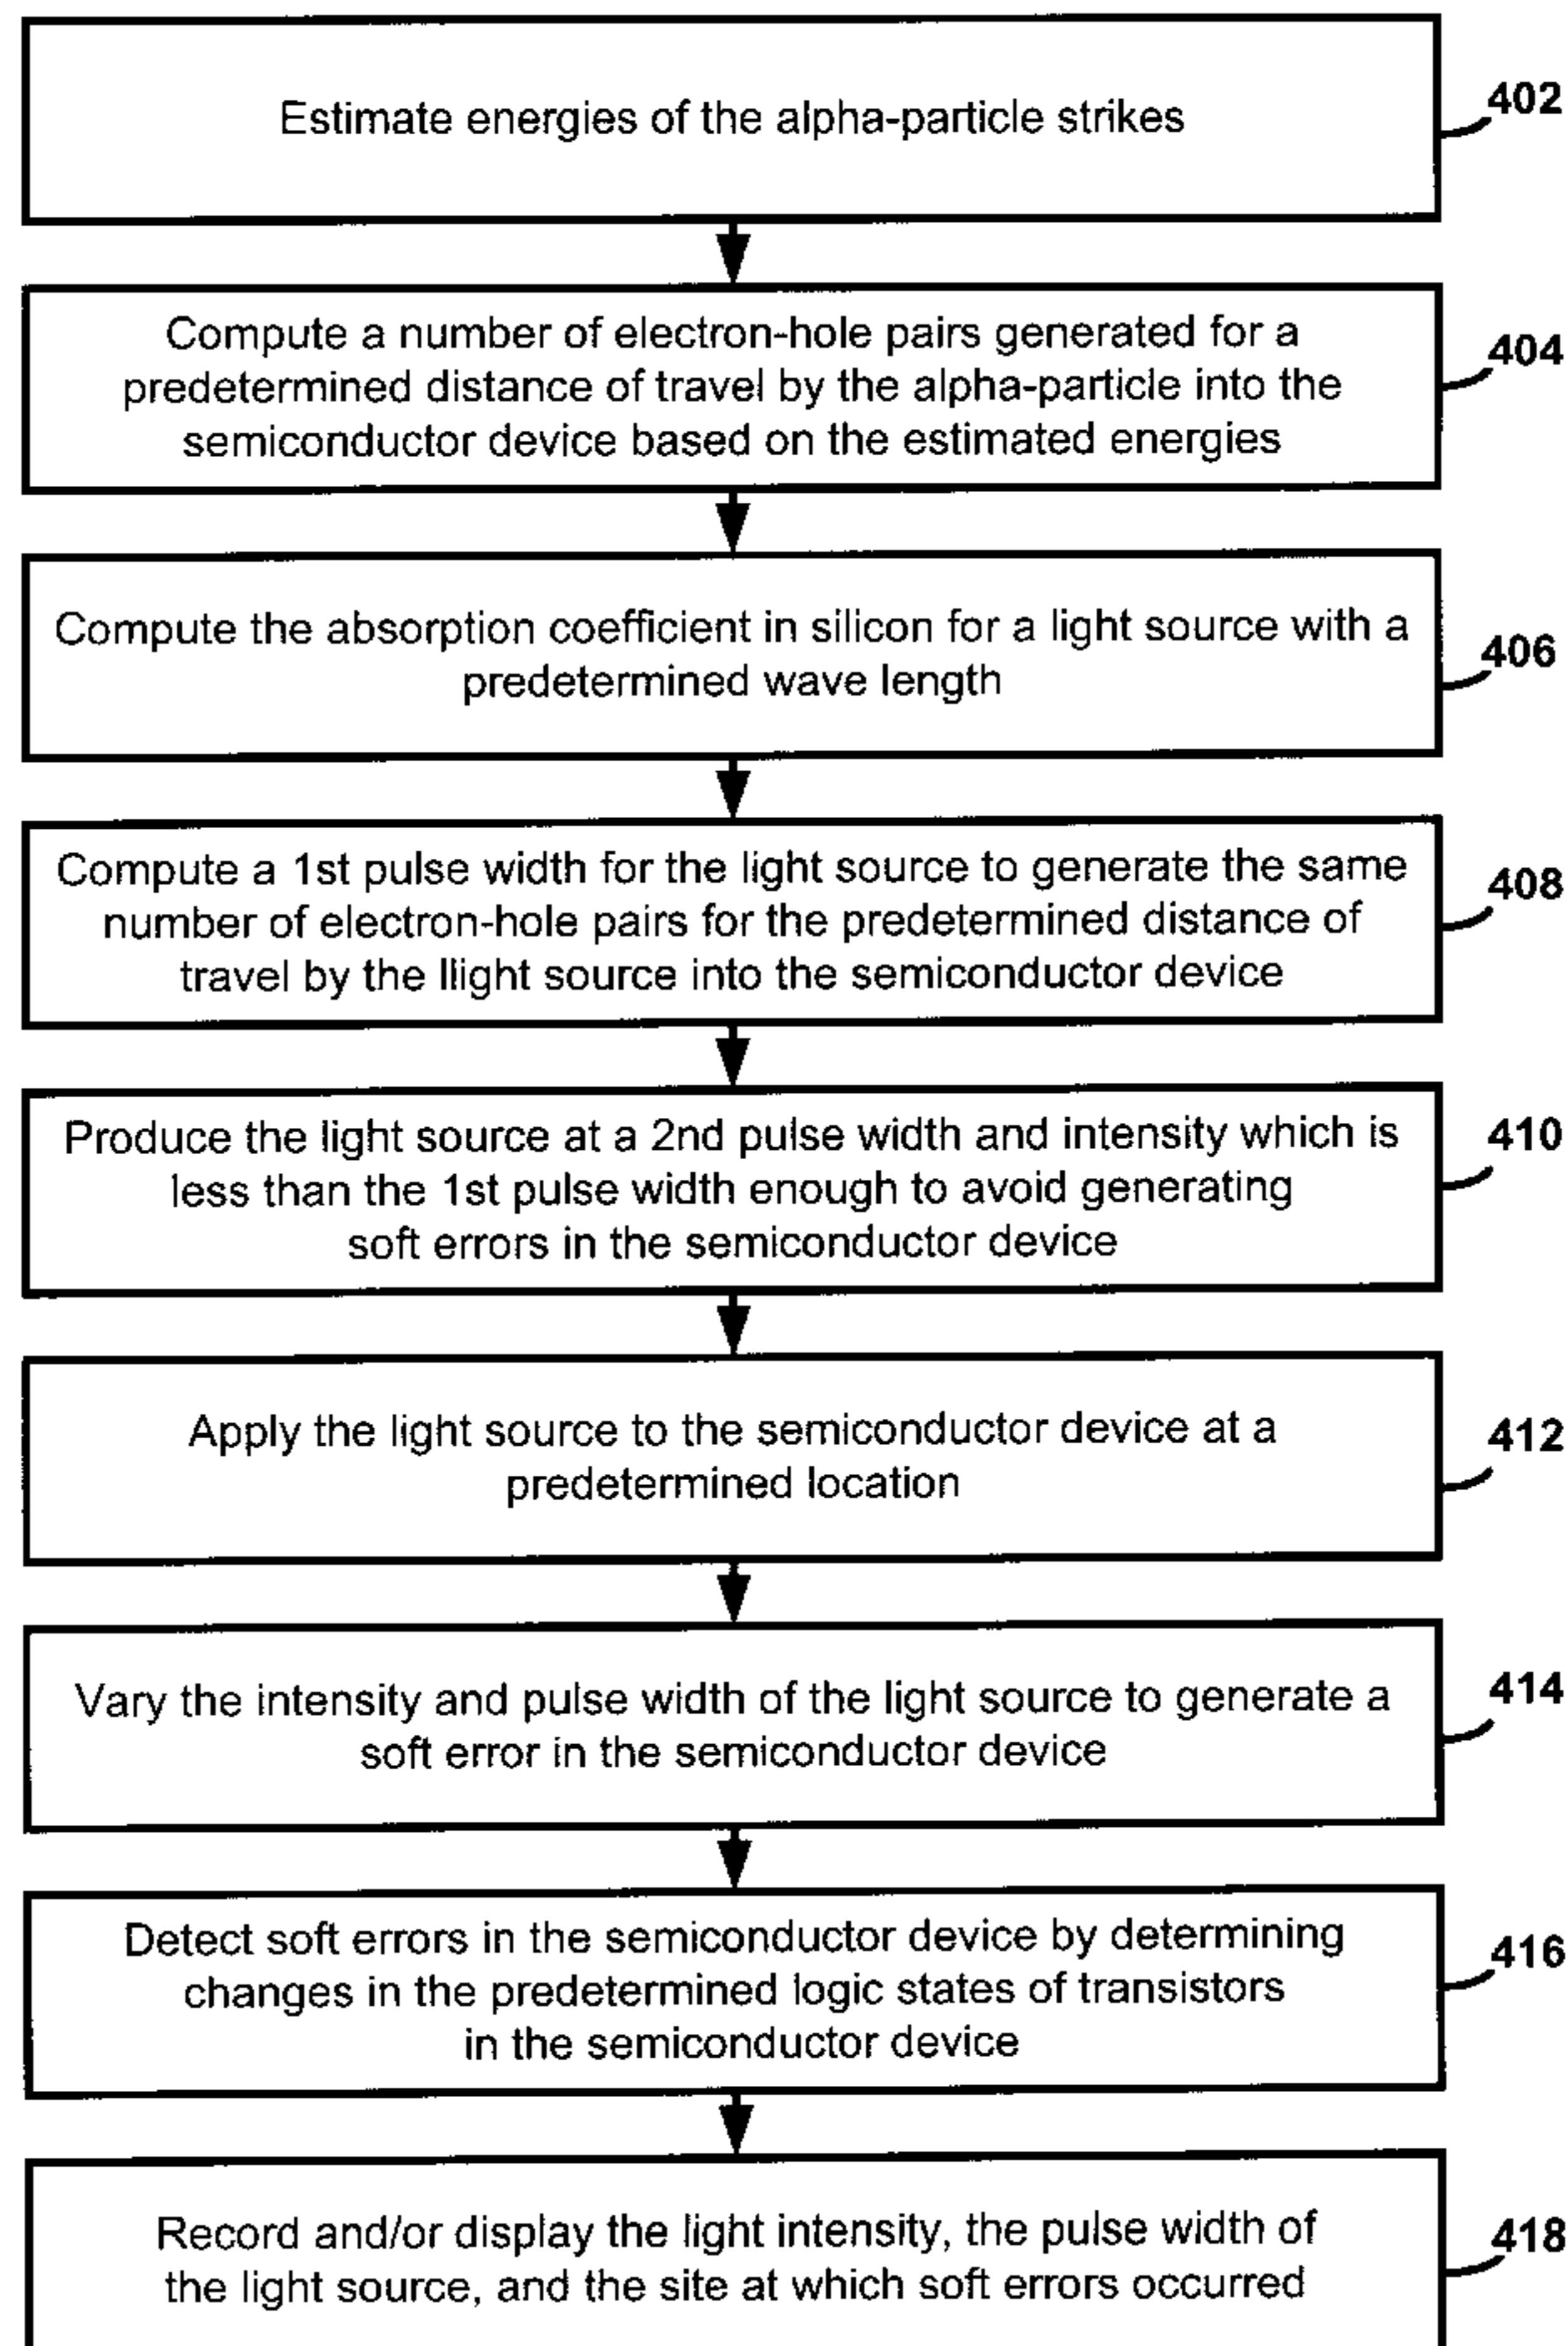 Estimate energies of the alpha-particle strikes
402
Compute a number of electron-hole pairs generated for a
predetermined distance of travel by the alpha-particle into the
semiconductor device based on the estimated energies
404
Compute the absorption coefficient in silicon for a light source with a
predetermined wave length
406
Compute a 1st pulse width for the light source to generate the same
number of electron-hole pairs for the predetermined distance of
travel by the llight source into the semiconductor device
408
Produce the light source at a 2nd pulse width and intensity which is
less than the 1st pulse width enough to avoid generating
soft errors in the semiconductor device
410
Apply the light source to the semiconductor device at a
predetermined location
412
Vary the intensity and pulse width of the light source to generate a
soft error in the semiconductor device
414
Detect soft errors in the semiconductor device by determining
changes in the predetermined logic states of transistors
in the semiconductor device
416
Record and/or display the light intensity, the pulse width of
the light source, and the site at which soft errors occurred
418